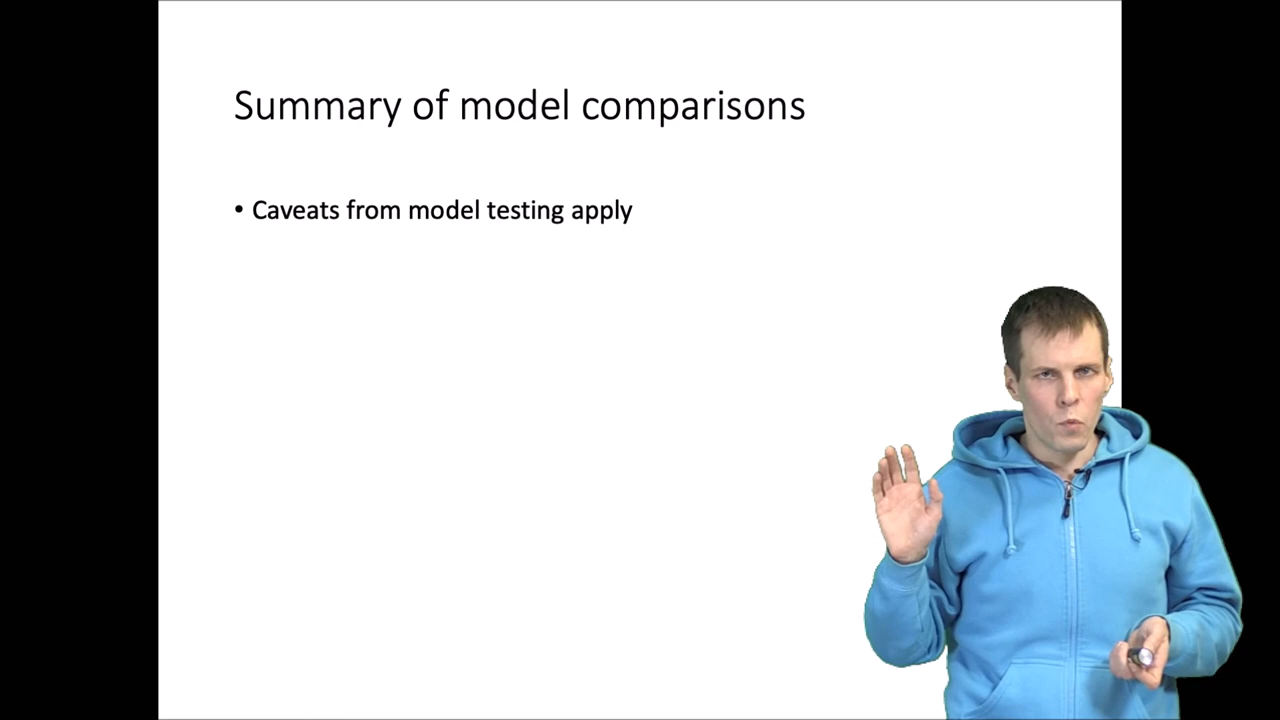 Summary of model comparisons
• Caveats from model testing apply